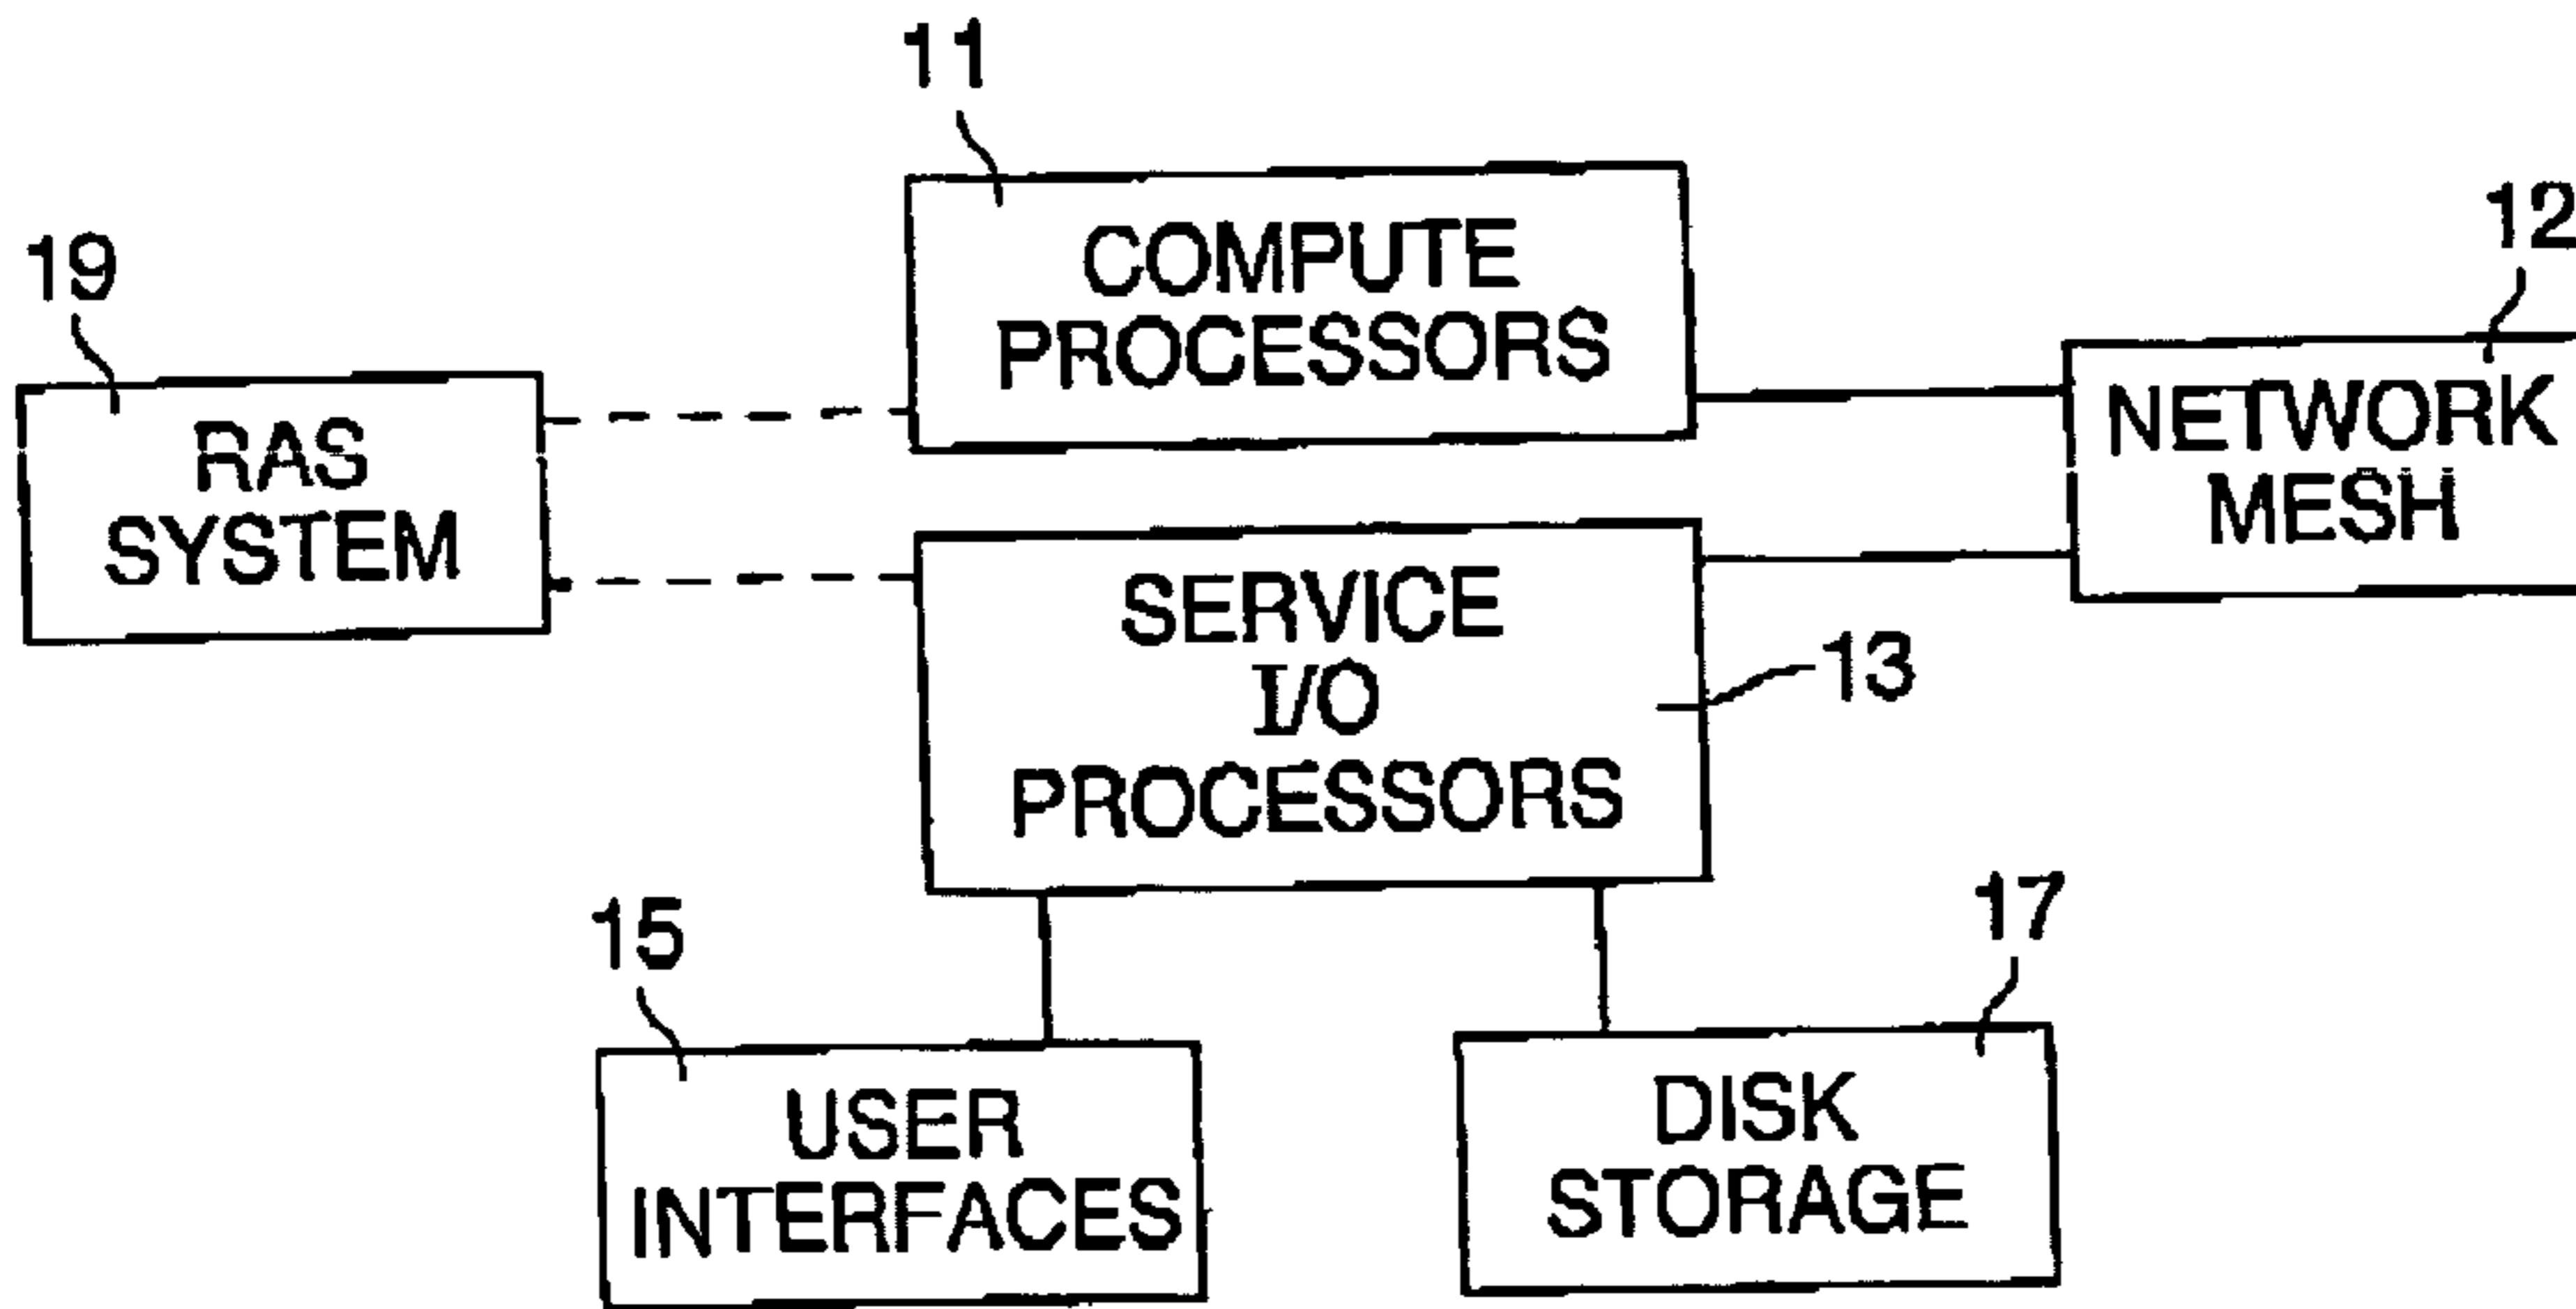 11
COMPUTE
PROCESSORS
12
NETWORK
MESH
19
RAS
SYSTEM
SERVICE
I/O
PROCESSORS
13
15
USER
INTERFACES
17
DISK
STORAGE